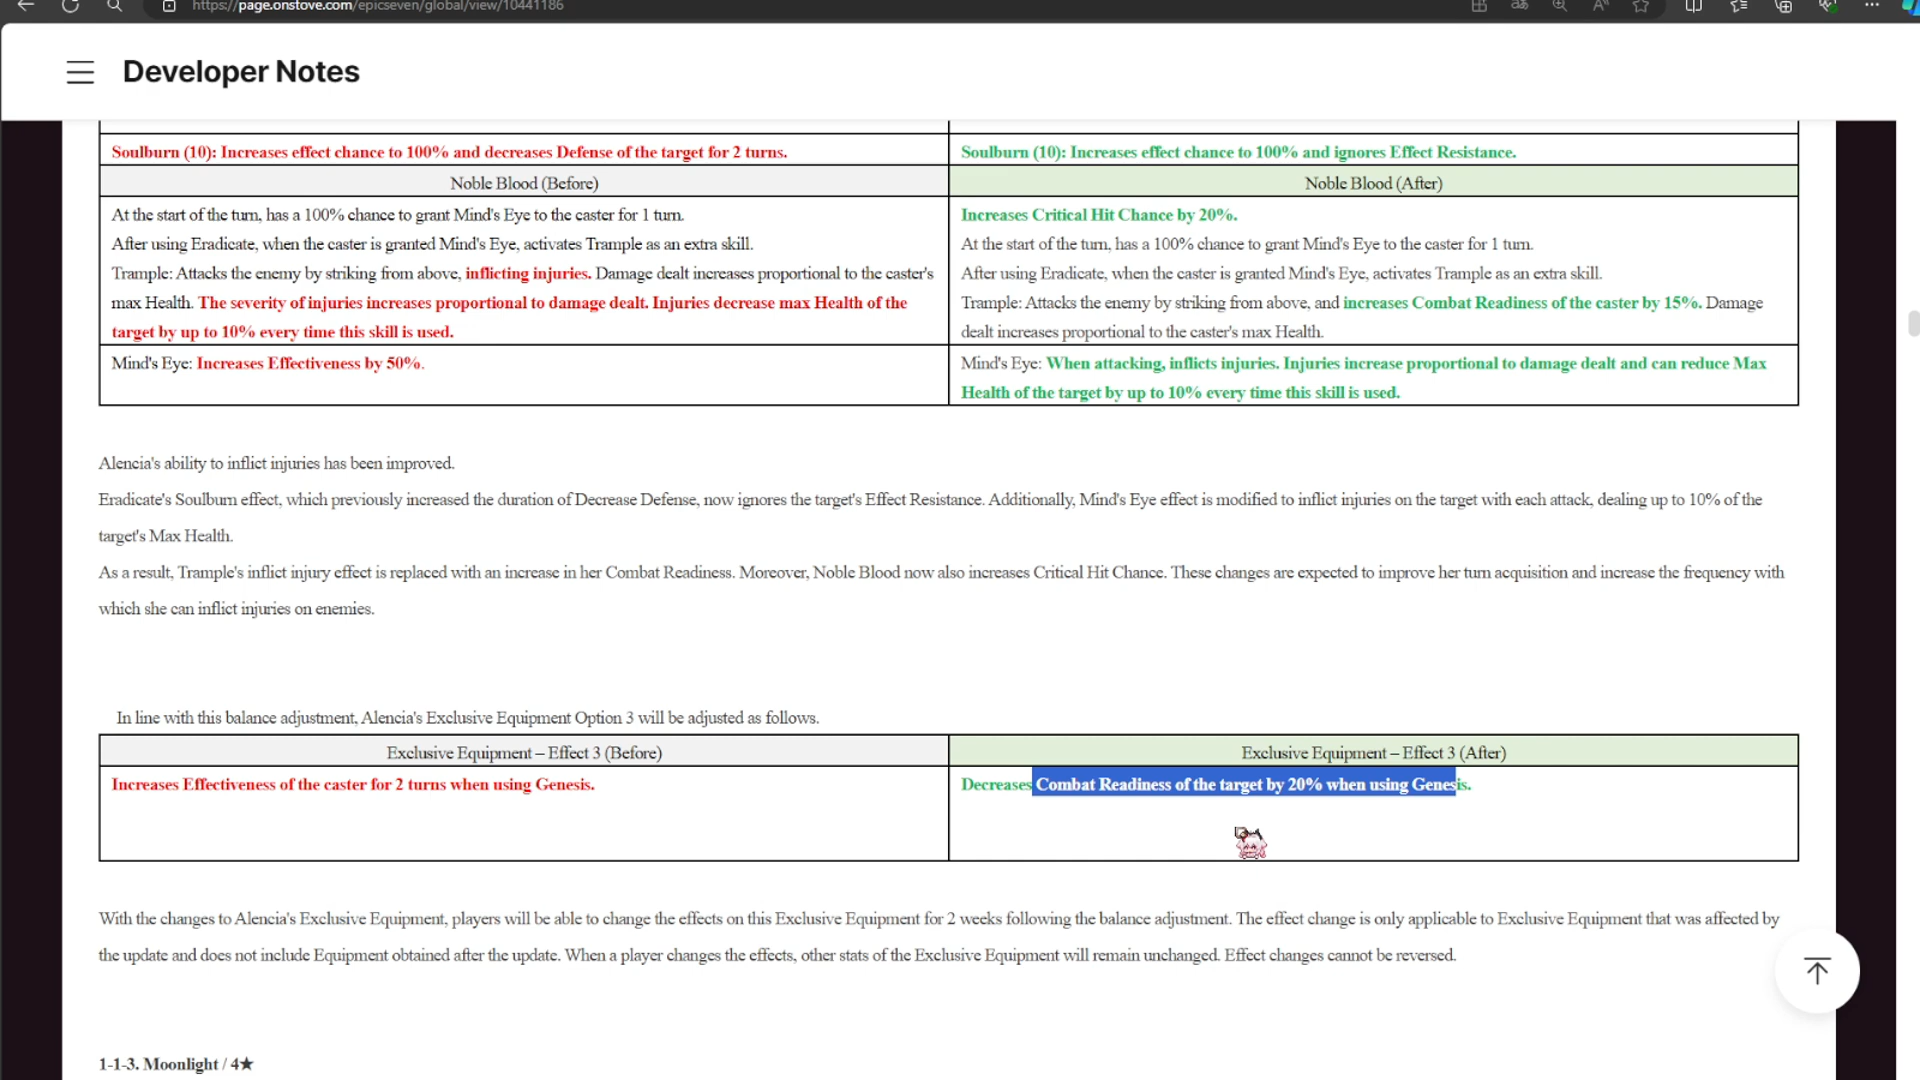 https://page.onstove.com/epicseven/global/view/10441186
Developer Notes
Soulburn (10): Increases effect chance to 100% and decreases Defense of the target for 2 turns.
Soulburn (10): Increases effect chance to 100% and ignores Effect Resistance.
Noble Blood (Before)
Noble Blood (After)
At the start of the turn, has a 100% chance to grant Mind's Eye to the caster for 1 turn.
After using Eradicate, when the caster is granted Mind's Eye, activates Trample as an extra skill.
Trample: Attacks the enemy by striking from above, inflicting injuries. Damage dealt increases proportional to the caster's
max Health. The severity of injuries increases proportional to damage dealt. Injuries decrease max Health of the
target by up to 10% every time this skill is used.
Increases Critical Hit Chance by 20%.
At the start of the turn, has a 100% chance to grant Mind's Eye to the caster for 1 turn.
After using Eradicate, when the caster is granted Mind's Eye, activates Trample as an extra skill.
Trample: Attacks the enemy by striking from above, and increases Combat Readiness of the caster by 15%. Damage
dealt increases proportional to the caster's max Health.
Mind's Eye: Increases Effectiveness by 50%.
Mind's Eye: When attacking, inflicts injuries. Injuries increase proportional to damage dealt and can reduce Max
Health of the target by up to 10% every time this skill is used.
Alencia's ability to inflict injuries has been improved.
Eradicate's Soulburn effect, which previously increased the duration of Decrease Defense, now ignores the target's Effect Resistance. Additionally, Mind's Eye effect is modified to inflict injuries on the target with each attack, dealing up to 10% of the
target's Max Health.
As a result, Trample's inflict injury effect is replaced with an increase in her Combat Readiness. Moreover, Noble Blood now also increases Critical Hit Chance. These changes are expected to improve her turn acquisition and increase the frequency with
which she can inflict injuries on enemies.
In line with this balance adjustment, Alencia's Exclusive Equipment Option 3 will be adjusted as follows.
Exclusive Equipment – Effect 3 (Before)
Exclusive Equipment – Effect 3 (After)
Increases Effectiveness of the caster for 2 turns when using Genesis.
Decreases Combat Readiness of the target by 20% when using Genesis.
With the changes to Alencia's Exclusive Equipment, players will be able to change the effects on this Exclusive Equipment for 2 weeks following the balance adjustment. The effect change is only applicable to Exclusive Equipment that was affected by
the update and does not include Equipment obtained after the update. When a player changes the effects, other stats of the Exclusive Equipment will remain unchanged. Effect changes cannot be reversed.
1-1-3. Moonlight / 4★